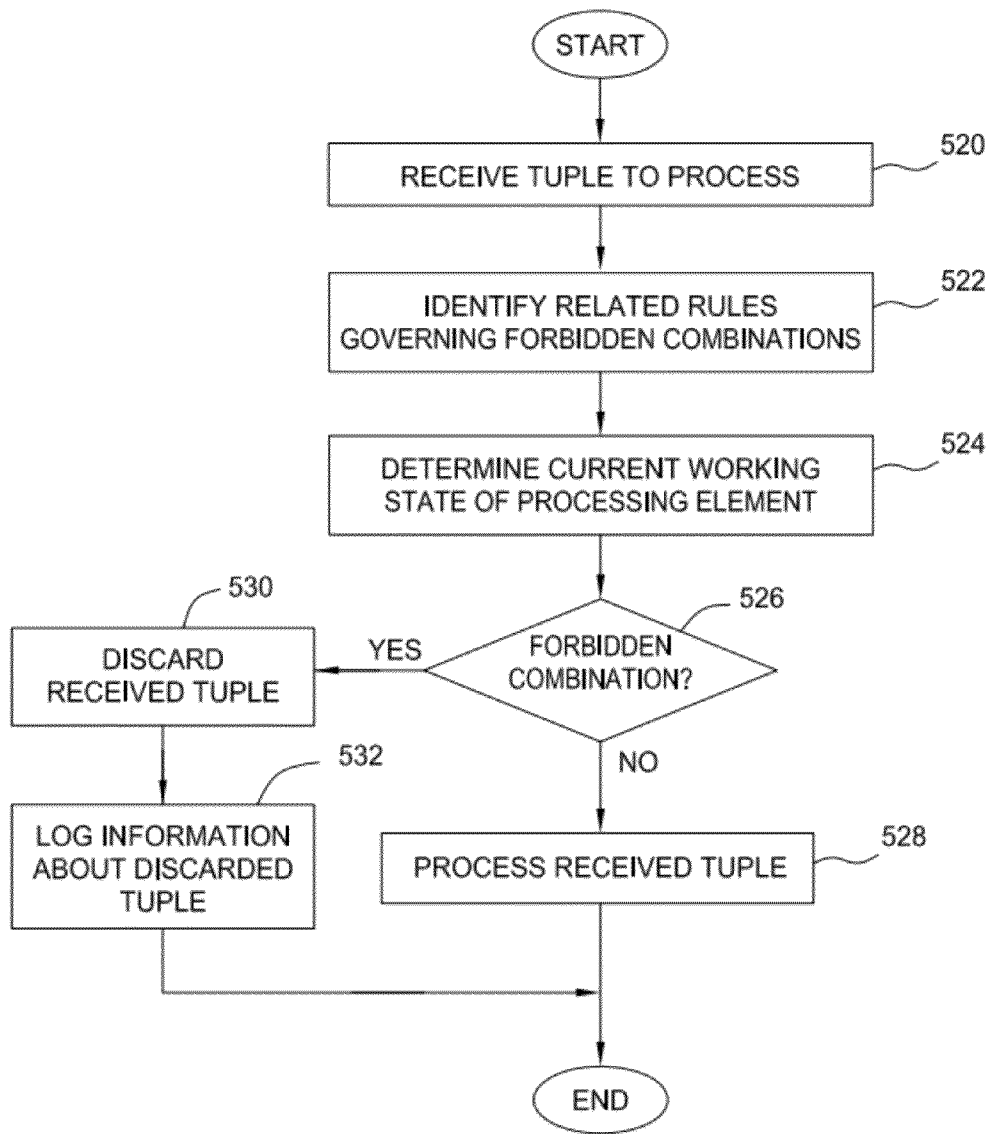 START
520
RECEIVE TUPLE TO PROCESS
522
IDENTIFY RELATED RULES
GOVERNING FORBIDDEN COMBINATIONS
524
DETERMINE CURRENT WORKING
STATE OF PROCESSING ELEMENT
526
FORBIDDEN
COMBINATION?
YES
530
DISCARD
RECEIVED TUPLE
532
LOG INFORMATION
ABOUT DISCARDED
TUPLE
NO
528
PROCESS RECEIVED TUPLE
END